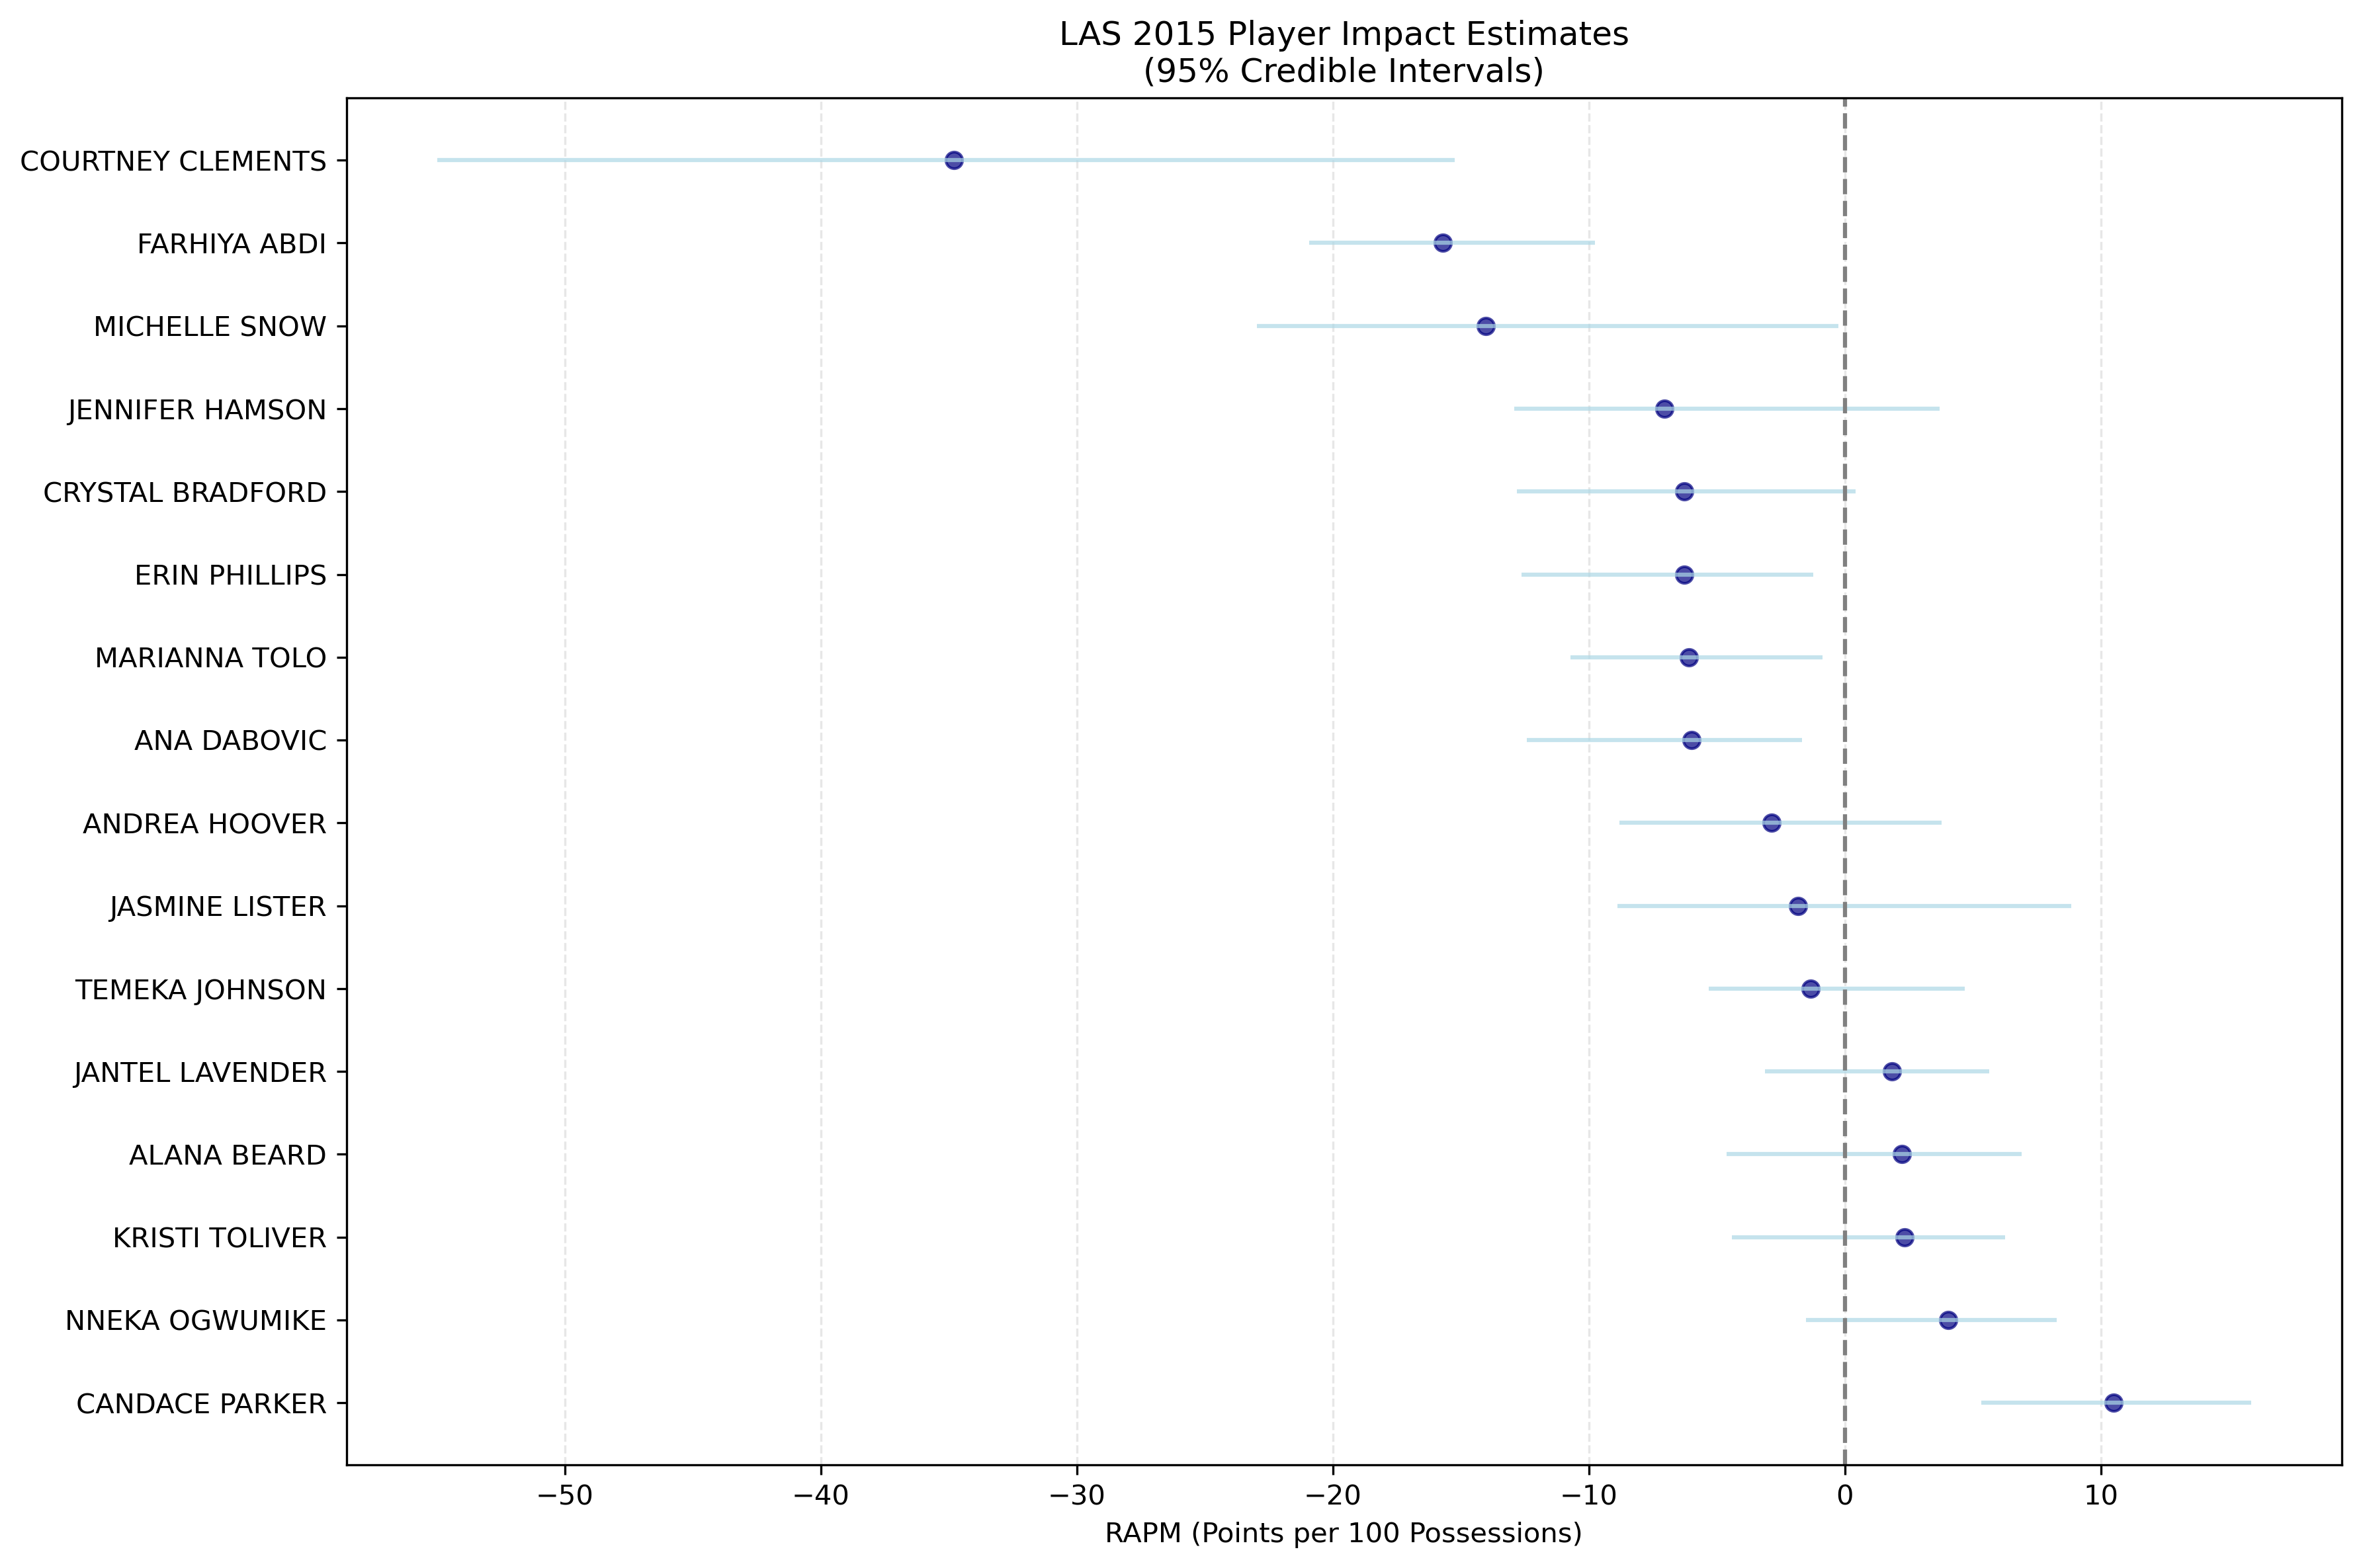 LAS 2015 Player Impact Estimates
(95% Credible Intervals)
COURTNEY CLEMENTS
FARHIYA ABDI
MICHELLE SNOW
JENNIFER HAMSON
CRYSTAL BRADFORD
ERIN PHILLIPS
MARIANNA TOLO
ANA DABOVIC
ANDREA HOOVER
JASMINE LISTER
TEMEKA JOHNSON
JANTEL LAVENDER
ALANA BEARD
KRISTI TOLIVER
NNEKA OGWUMIKE
CANDACE PARKER
−50 −40 −30 −20 −10 0 10
RAPM (Points per 100 Possessions)